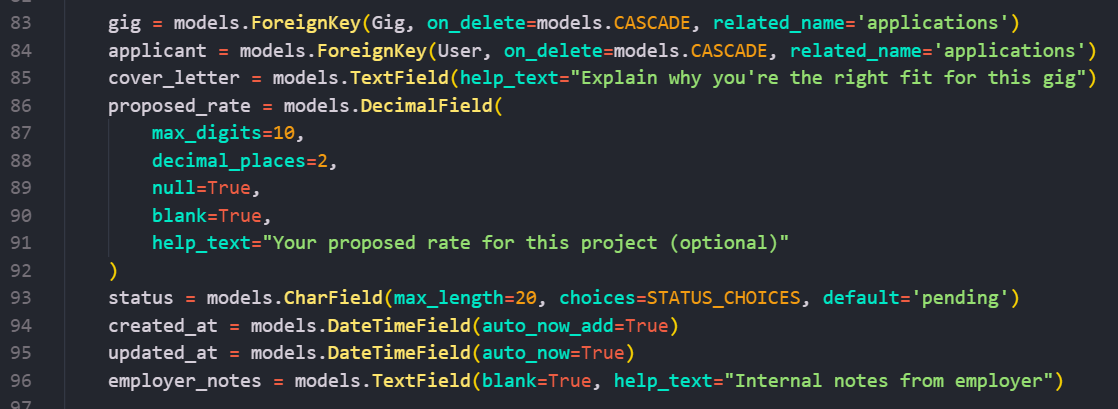 83 gig = models.ForeignKey(Gig, on_delete=models.CASCADE, related_name='applications')
84 applicant = models.ForeignKey(User, on_delete=models.CASCADE, related_name='applications')
85 cover_letter = models.TextField(help_text="Explain why you're the right fit for this gig")
86 proposed_rate = models.DecimalField(
87 max_digits=10,
88 decimal_places=2,
89 null=True,
90 blank=True,
91 help_text="Your proposed rate for this project (optional)"
92 )
93 status = models.CharField(max_length=20, choices=STATUS_CHOICES, default='pending')
94 created_at = models.DateTimeField(auto_now_add=True)
95 updated_at = models.DateTimeField(auto_now=True)
96 employer_notes = models.TextField(blank=True, help_text="Internal notes from employer")
97